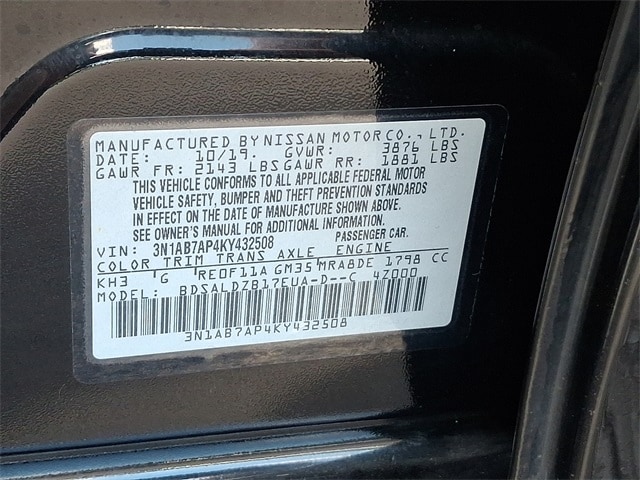 MANUFACTURED BY NISSAN MOTOR CO., LTD.
DATE: 10/19. GVWR: 3876 LBS
GAWR FR: 2143 LBS GAWR RR: 1881 LBS
THIS VEHICLE CONFORMS TO ALL APPLICABLE FEDERAL MOTOR
VEHICLE SAFETY, BUMPER AND THEFT PREVENTION STANDARDS
IN EFFECT ON THE DATE OF MANUFACTURE SHOWN ABOVE.
SEE OWNER'S MANUAL FOR ADDITIONAL INFORMATION.
VIN: 3N1AB7AP4KY432508 PASSENGER CAR.
COLOR TRIM TRANS AXLE ENGINE
KH3 'G 'RE0F11A GM35'MRA8DE 1798 CC
MODEL: BDSALDZB17EUA-D--C 4Z000
3N1AB7AP4KY432508